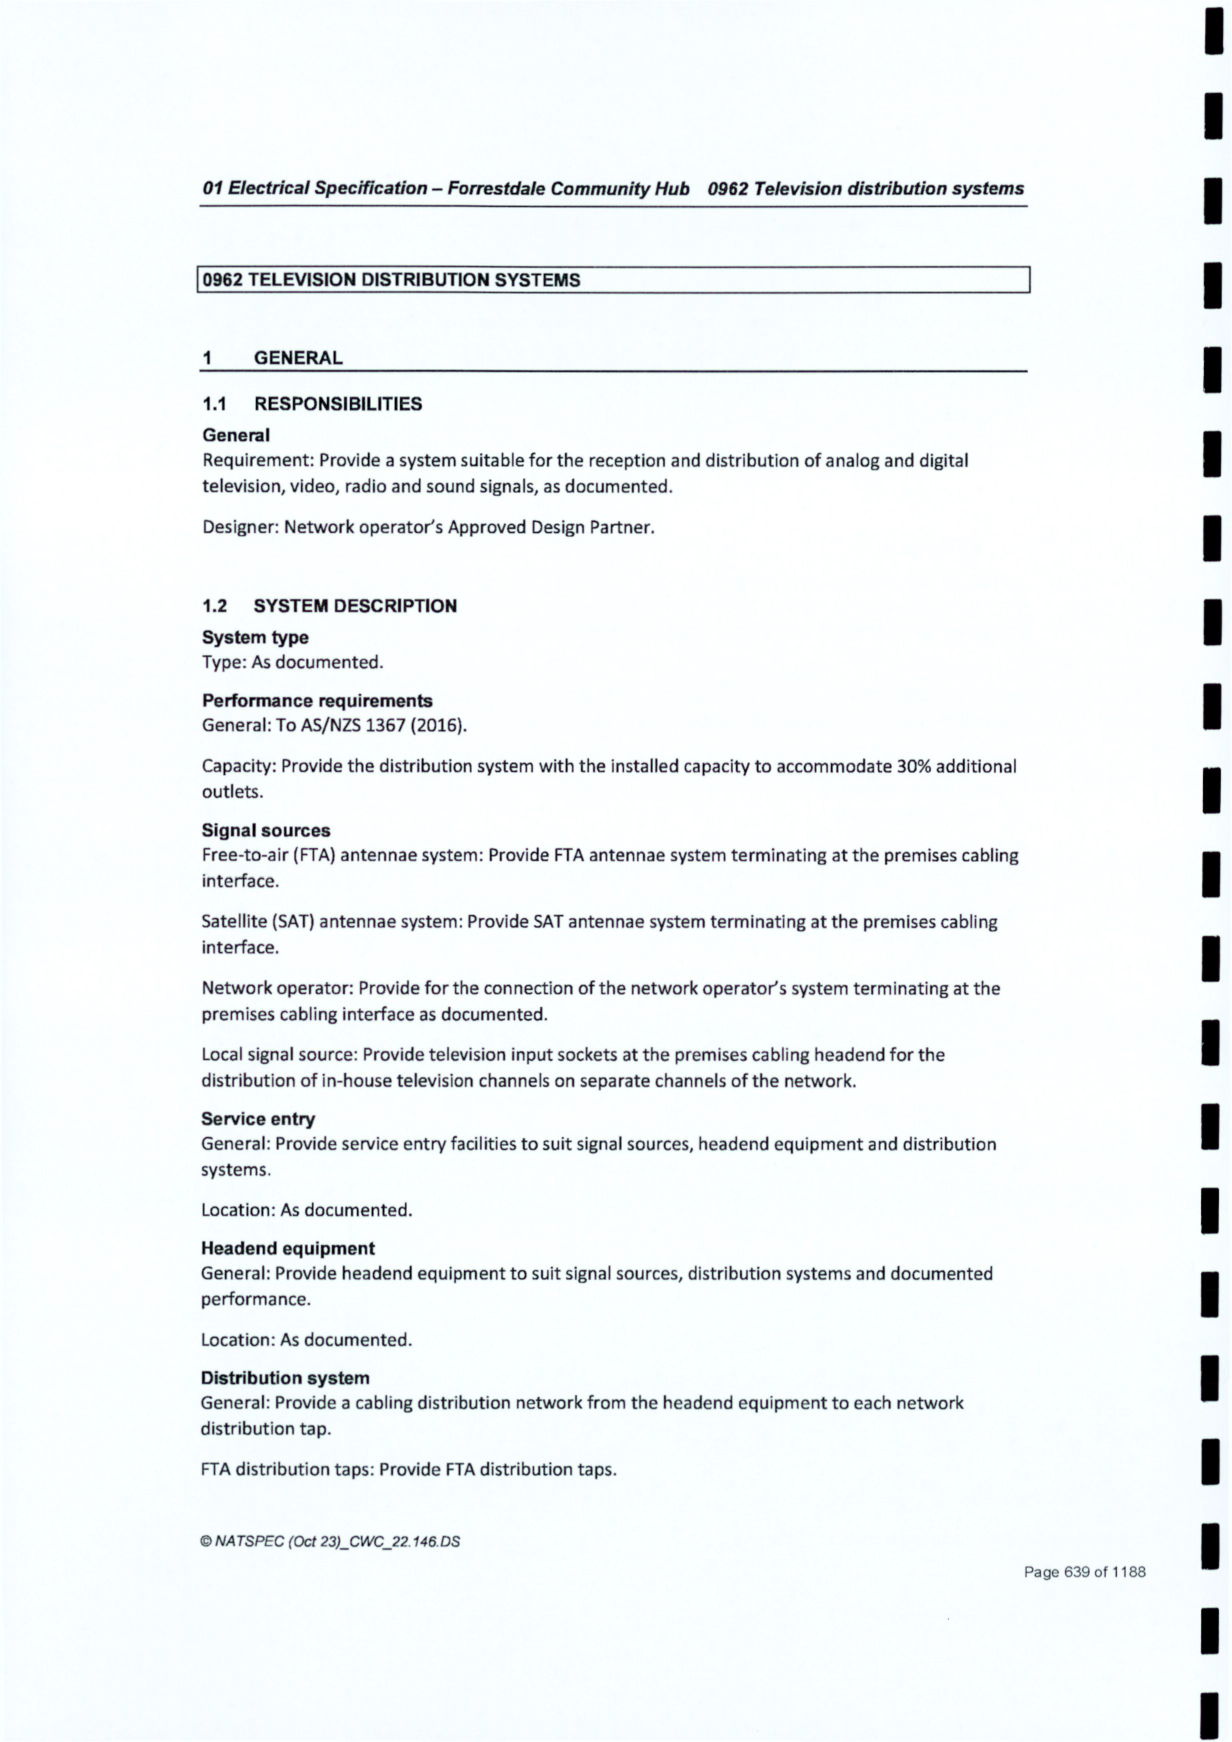 01 Electrical Specification – Forrestdale Community Hub 0962 Television distribution systems
0962 TELEVISION DISTRIBUTION SYSTEMS
1 GENERAL
1.1 RESPONSIBILITIES
General
Requirement: Provide a system suitable for the reception and distribution of analog and digital
television, video, radio and sound signals, as documented.
Designer: Network operator's Approved Design Partner.
1.2 SYSTEM DESCRIPTION
System type
Type: As documented.
Performance requirements
General: To AS/NZS 1367 (2016).
Capacity: Provide the distribution system with the installed capacity to accommodate 30% additional
outlets.
Signal sources
Free-to-air (FTA) antennae system: Provide FTA antennae system terminating at the premises cabling
interface.
Satellite (SAT) antennae system: Provide SAT antennae system terminating at the premises cabling
interface.
Network operator: Provide for the connection of the network operator's system terminating at the
premises cabling interface as documented.
Local signal source: Provide television input sockets at the premises cabling headend for the
distribution of in-house television channels on separate channels of the network.
Service entry
General: Provide service entry facilities to suit signal sources, headend equipment and distribution
systems.
Location: As documented.
Headend equipment
General: Provide headend equipment to suit signal sources, distribution systems and documented
performance.
Location: As documented.
Distribution system
General: Provide a cabling distribution network from the headend equipment to each network
distribution tap.
FTA distribution taps: Provide FTA distribution taps.
© NATSPEC (Oct 23)_CWC_22.146.DS
Page 639 of 1188